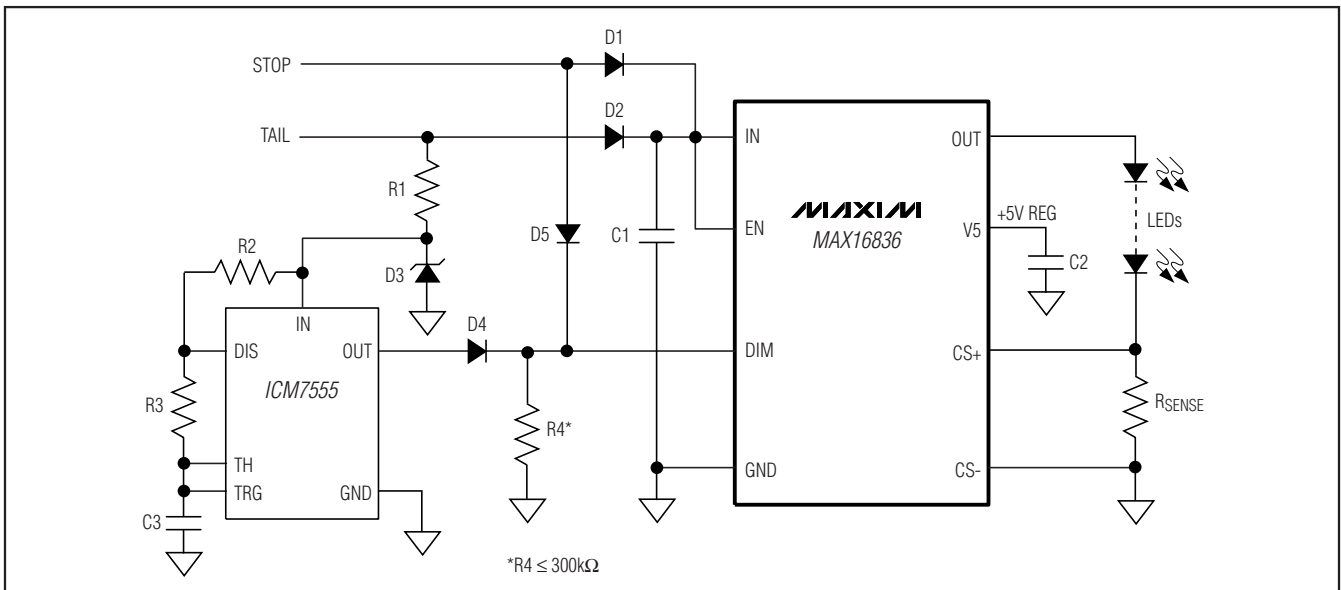 STOP
D1
TAIL
D2
IN
OUT
R1
MAXIM
MAX16836
+5V REG
LEDs
R2
D5
C1
EN
V5
D3
C2
IN
D4
DIS
OUT
DIM
CS+
ICM7555
R3
R4*
RSENSE
TH
GND
CS-
TRG
GND
C3
*R4 ≤ 300kΩ